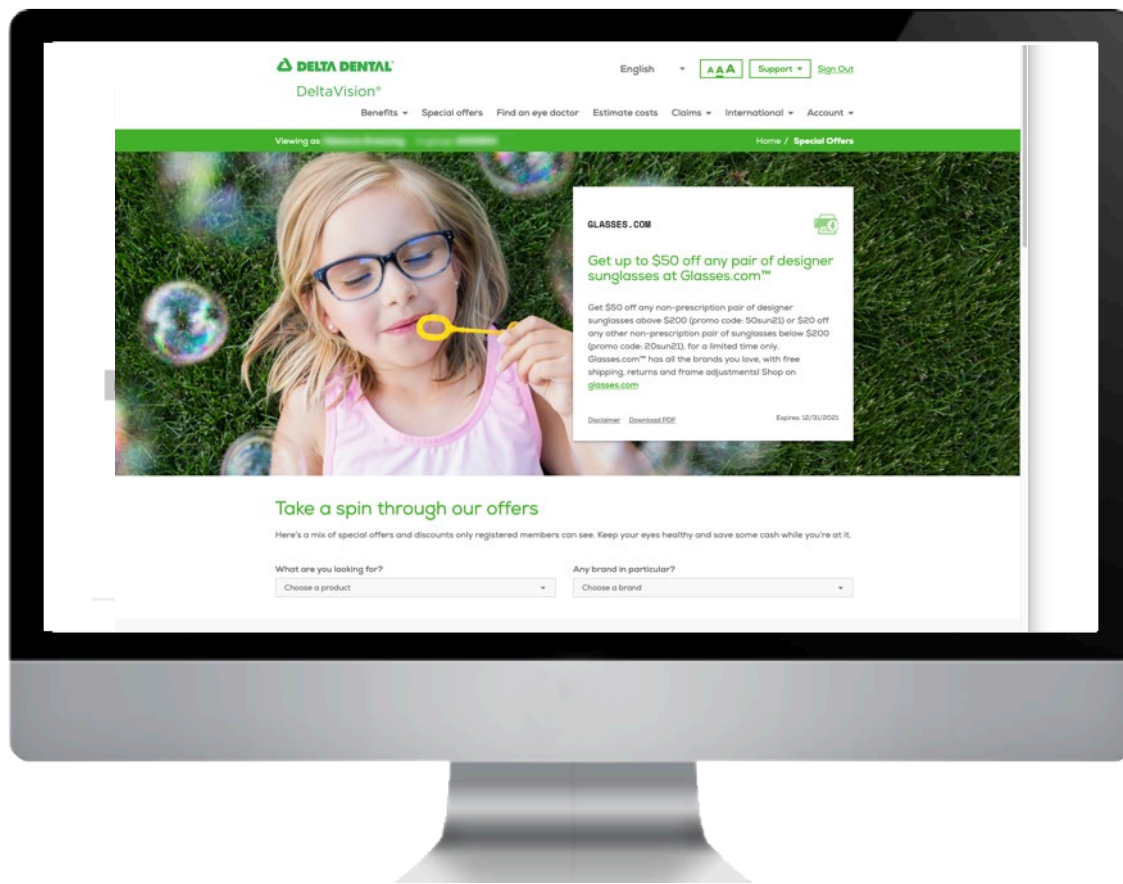 DELTA DENTAL®
DeltaVision®
English
A A A
Support
Sign Out
Benefits
Special offers
Find an eye doctor
Estimate costs
Claims
International
Account
Viewing as
Home / Special Offers
GLASSES.COM
Get up to $50 off any pair of designer
sunglasses at Glasses.com™
Get $50 off any non-prescription pair of designer
sunglasses above $200 (promo code: 50sun21) or $20 off
any other non-prescription pair of sunglasses below $200
(promo code: 20sun21), for a limited time only.
Glasses.com™ has all the brands you love, with free
shipping, returns and frame adjustments! Shop on
glasses.com
Disclaimer Download PDF
Expires: 12/31/2021
Take a spin through our offers
Here's a mix of special offers and discounts only registered members can see. Keep your eyes healthy and save some cash while you're at it.
What are you looking for?
Choose a product
Any brand in particular?
Choose a brand